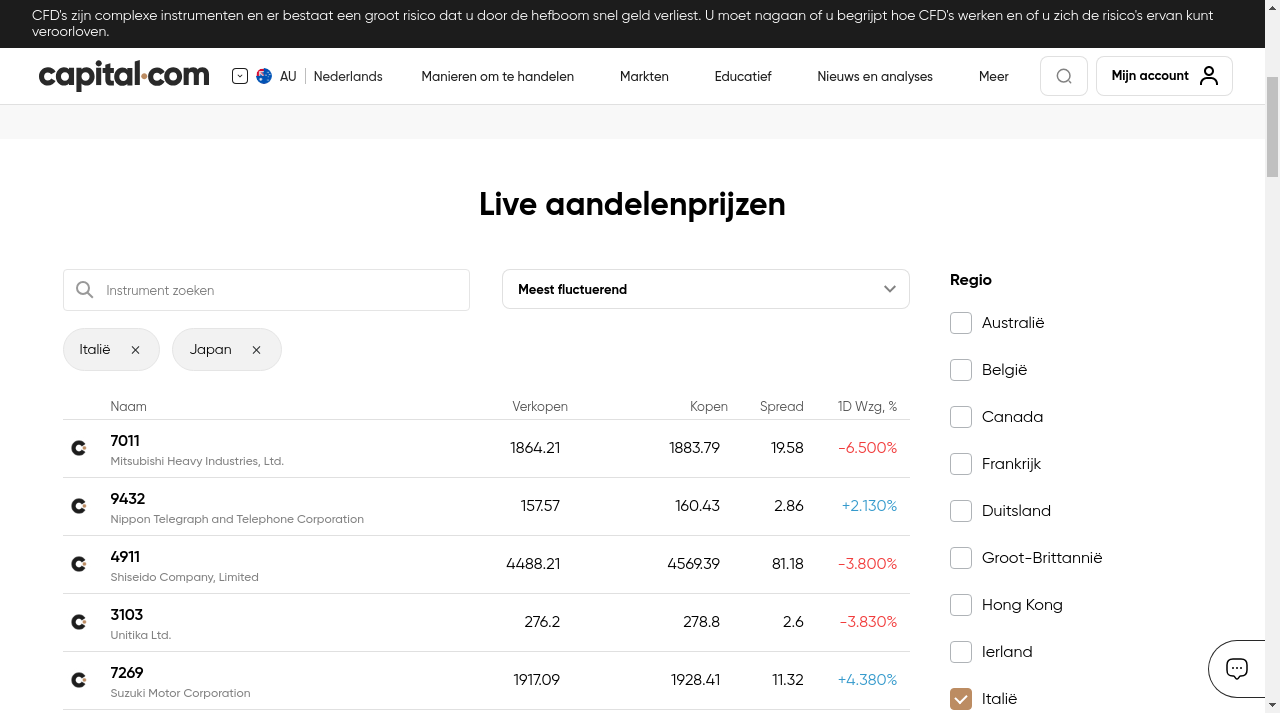 CFD's zijn complexe instrumenten en er bestaat een groot risico dat u door de hefboom snel geld verliest. U moet nagaan of u begrijpt hoe CFD's werken en of u zich de risico's ervan kunt
veroorloven.
capital.com
AU
Nederlands
Manieren om te handelen
Markten
Educatief
Nieuws en analyses
Meer
Mijn account
Live aandelenprijzen
Instrument zoeken
Meest fluctuerend
Italië
Japan
Naam Verkopen Kopen Spread 1D Wzg, %
7011 1864.21 1883.79 19.58 -6.500%
Mitsubishi Heavy Industries, Ltd.
9432 157.57 160.43 2.86 +2.130%
Nippon Telegraph and Telephone Corporation
4911 4488.21 4569.39 81.18 -3.800%
Shiseido Company, Limited
3103 276.2 278.8 2.6 -3.830%
Unitika Ltd.
7269 1917.09 1928.41 11.32 +4.380%
Suzuki Motor Corporation
Regio
Australië
België
Canada
Frankrijk
Duitsland
Groot-Brittannië
Hong Kong
Ierland
Italië